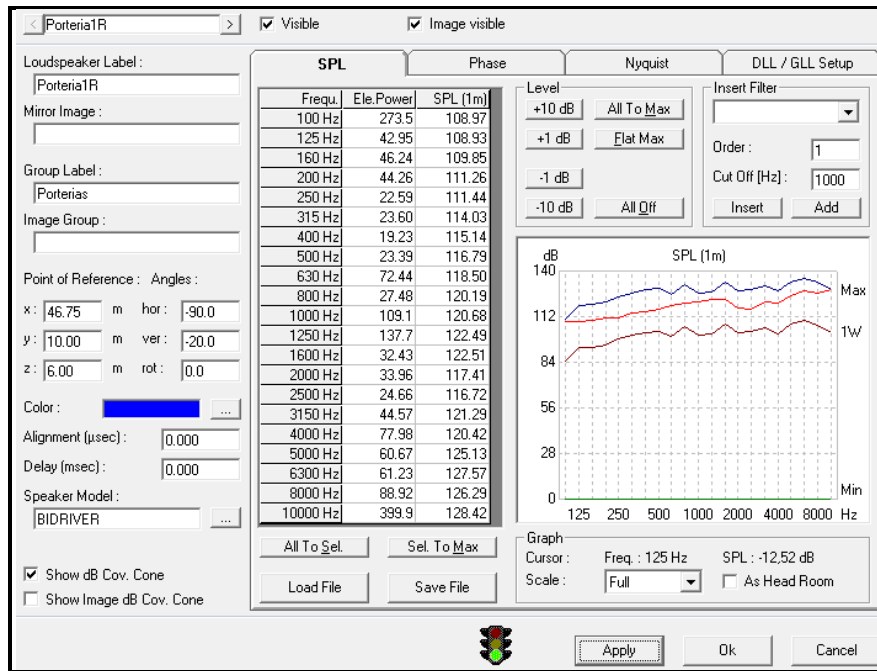 < Porteria1R > Visible Image visible
Loudspeaker Label :
Porteria1R
Mirror Image :
Group Label :
Porterias
Image Group :
Point of Reference : Angles :
x : 46.75 m hor : -90.0
y : 10.00 m ver : -20.0
z : 6.00 m rot : 0.0
Color : ...
Alignment (µsec) : 0.000
Delay (msec) : 0.000
Speaker Model :
BIDRIVER ...
Show dB Cov. Cone
Show Image dB Cov. Cone
SPL Phase Nyquist DLL / GLL Setup
Frequ. Ele.Power SPL (1m)
100 Hz 273.5 108.97
125 Hz 42.95 108.93
160 Hz 46.24 109.85
200 Hz 44.26 111.26
250 Hz 22.59 111.44
315 Hz 23.60 114.03
400 Hz 19.23 115.14
500 Hz 23.39 116.79
630 Hz 72.44 118.50
800 Hz 27.48 120.19
1000 Hz 109.1 120.68
1250 Hz 137.7 122.49
1600 Hz 32.43 122.51
2000 Hz 33.96 117.41
2500 Hz 24.66 116.72
3150 Hz 44.57 121.29
4000 Hz 77.98 120.42
5000 Hz 60.67 125.13
6300 Hz 61.23 127.57
8000 Hz 88.92 126.29
10000 Hz 399.9 128.42
All To Sel. Sel. To Max
Load File Save File
Level
+10 dB All To Max
+1 dB Flat Max
-1 dB
-10 dB All Off
Insert Filter
Order : 1
Cut Off [Hz] : 1000
Insert Add
dB SPL (1m)
140
Max
112
1W
84
56
28
Min
0
125 250 500 1000 2000 4000 8000 Hz
Graph
Cursor : Freq. : 125 Hz SPL : -12,52 dB
Scale : Full As Head Room
Apply Ok Cancel